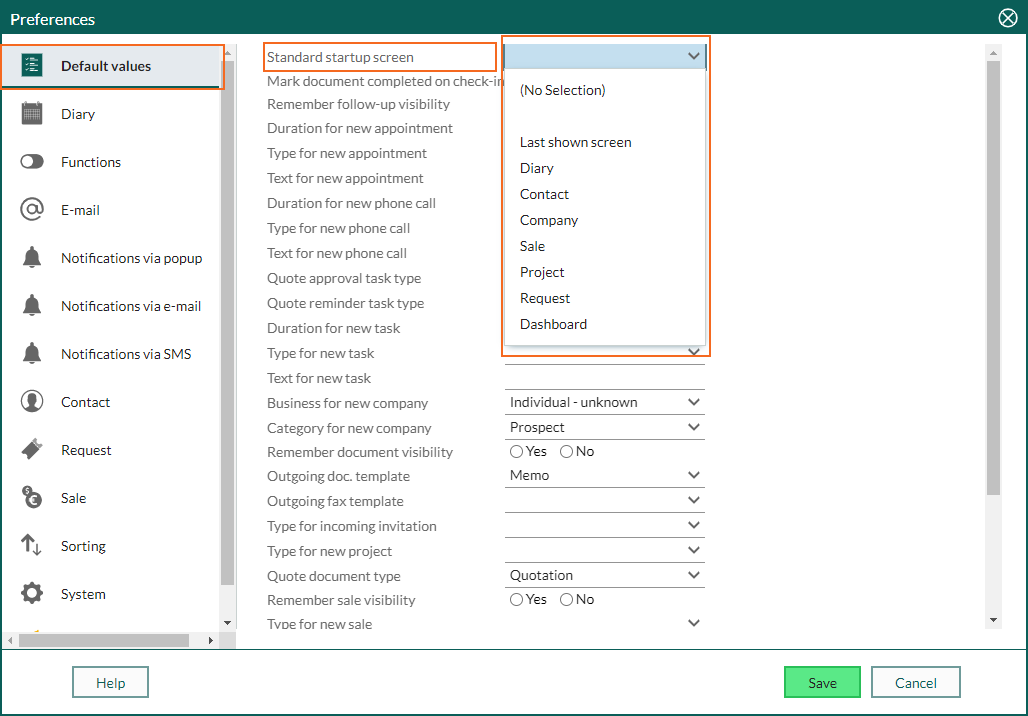 Preferences
Default values
Diary
Functions
E-mail
Notifications via popup
Notifications via e-mail
Notifications via SMS
Contact
Request
Sale
Sorting
System
Standard startup screen
Mark document completed on check-in
Remember follow-up visibility
Duration for new appointment
Type for new appointment
Text for new appointment
Duration for new phone call
Type for new phone call
Text for new phone call
Quote approval task type
Quote reminder task type
Duration for new task
Type for new task
Text for new task
(No Selection)
Last shown screen
Diary
Contact
Company
Sale
Project
Request
Dashboard
Business for new company Individual - unknown
Category for new company Prospect
Remember document visibility Yes No
Outgoing doc. template Memo
Outgoing fax template
Type for incoming invitation
Type for new project
Quote document type Quotation
Remember sale visibility Yes No
Type for new sale
Help Save Cancel